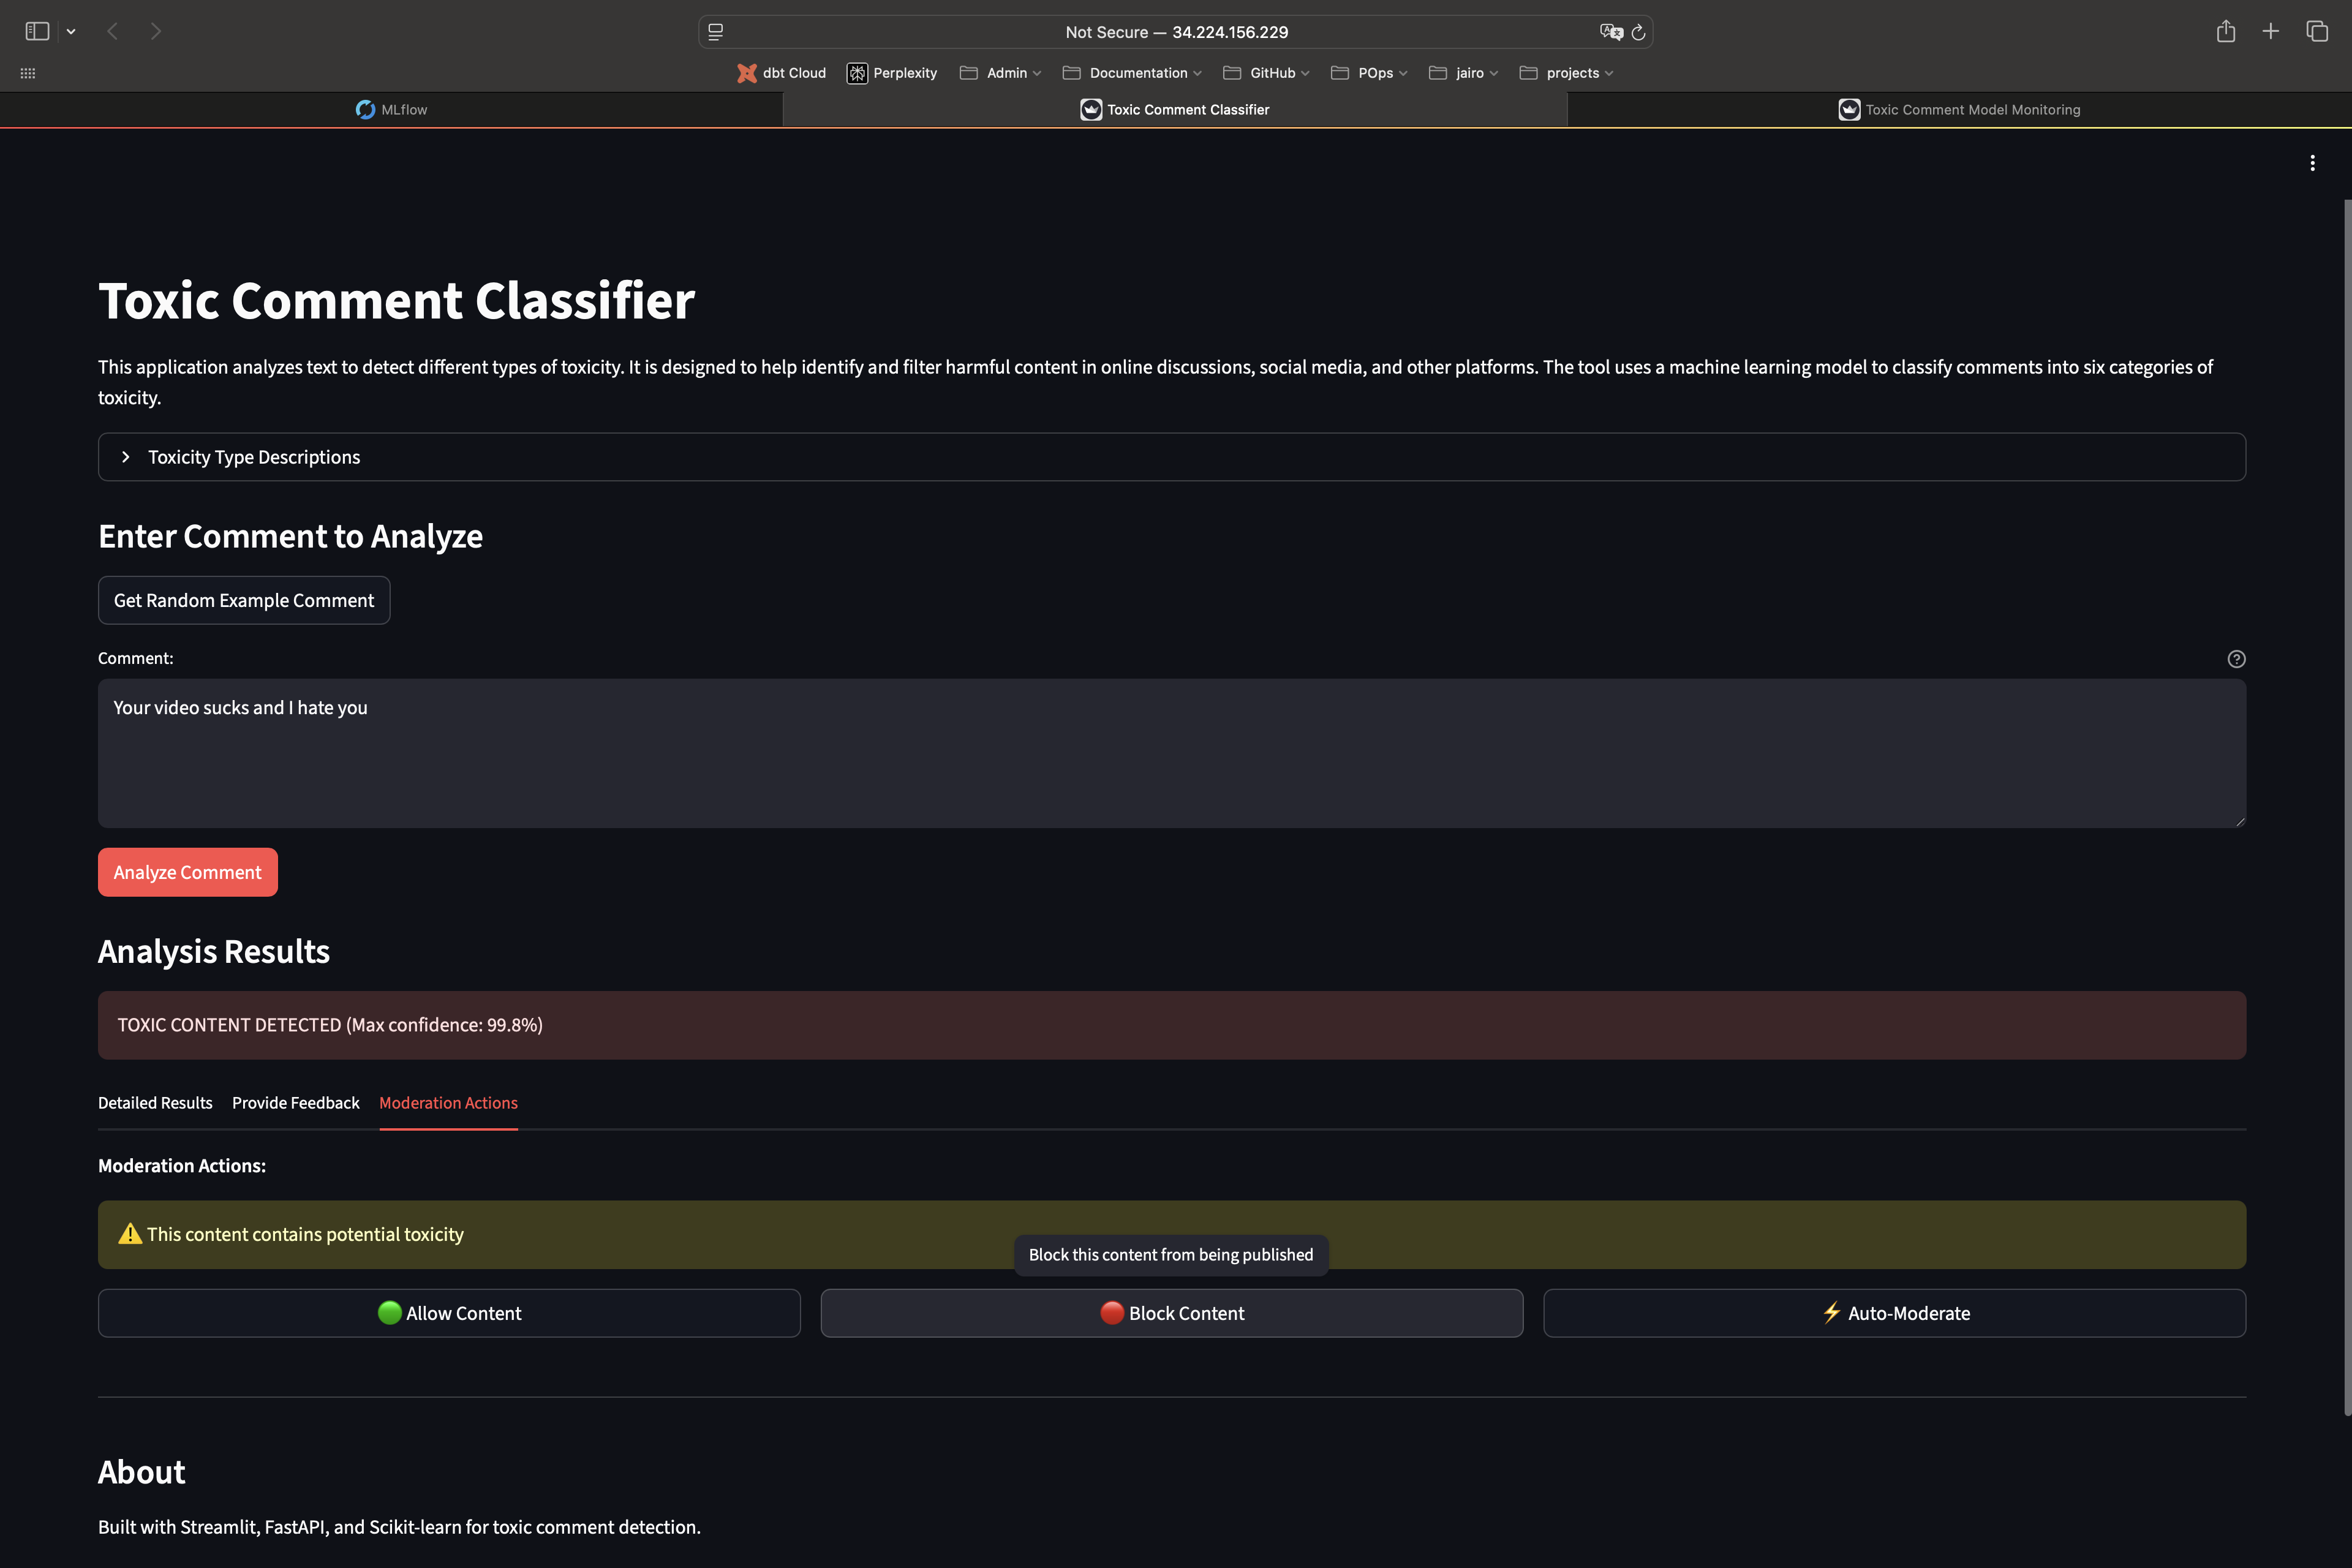 Not Secure — 34.224.156.229
dbt Cloud Perplexity Admin Documentation GitHub POps jairo projects
MLflow Toxic Comment Classifier Toxic Comment Model Monitoring
Toxic Comment Classifier
This application analyzes text to detect different types of toxicity. It is designed to help identify and filter harmful content in online discussions, social media, and other platforms. The tool uses a machine learning model to classify comments into six categories of
toxicity.
Toxicity Type Descriptions
Enter Comment to Analyze
Get Random Example Comment
Comment:
Your video sucks and I hate you
Analyze Comment
Analysis Results
TOXIC CONTENT DETECTED (Max confidence: 99.8%)
Detailed Results Provide Feedback Moderation Actions
Moderation Actions:
⚠️ This content contains potential toxicity
Block this content from being published
🟢 Allow Content 🔴 Block Content ⚡ Auto-Moderate
About
Built with Streamlit, FastAPI, and Scikit-learn for toxic comment detection.